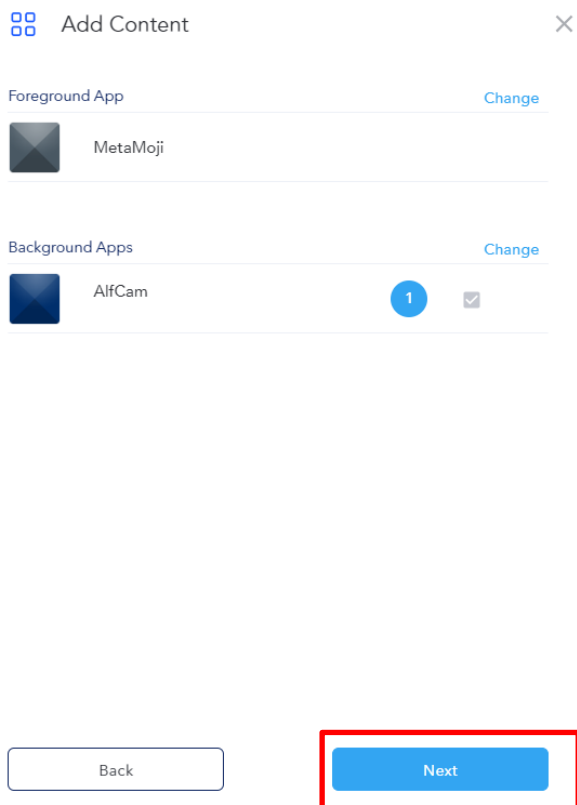 Add Content
Foreground App Change
MetaMoji
Background Apps Change
AlfCam 1
Back Next